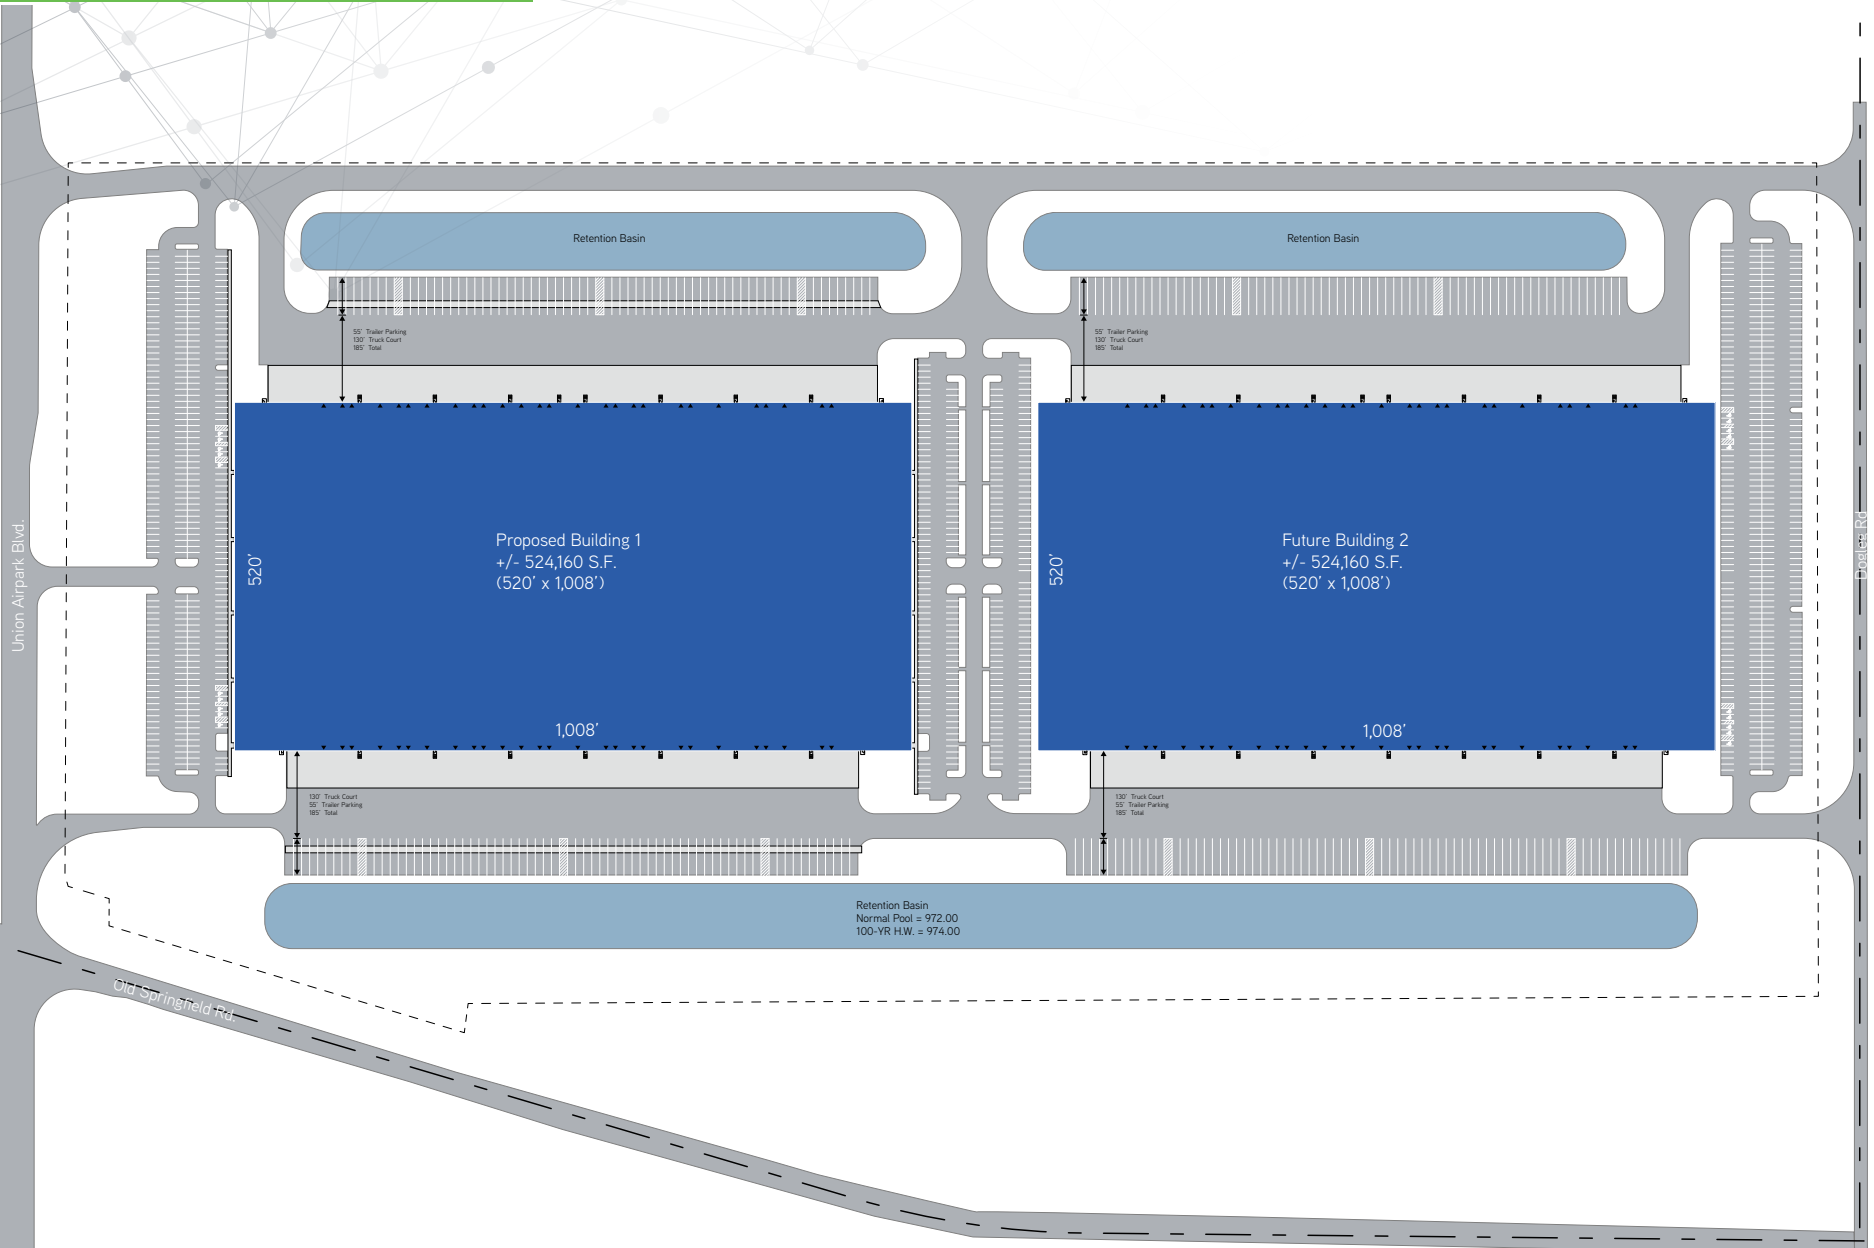 Retention Basin
Retention Basin
55' Trailer Parking
130' Truck Court
185' Total
55' Trailer Parking
130' Truck Court
185' Total
Union Airpark Blvd.
520'
Proposed Building 1
+/- 524,160 S.F.
(520' x 1,008')
1,008'
520'
Future Building 2
+/- 524,160 S.F.
(520' x 1,008')
1,008'
Dogleg Rd
130' Truck Court
55' Trailer Parking
185' Total
130' Truck Court
55' Trailer Parking
185' Total
Retention Basin
Normal Pool = 972.00
100-YR H.W. = 974.00
Old Springfield Rd.